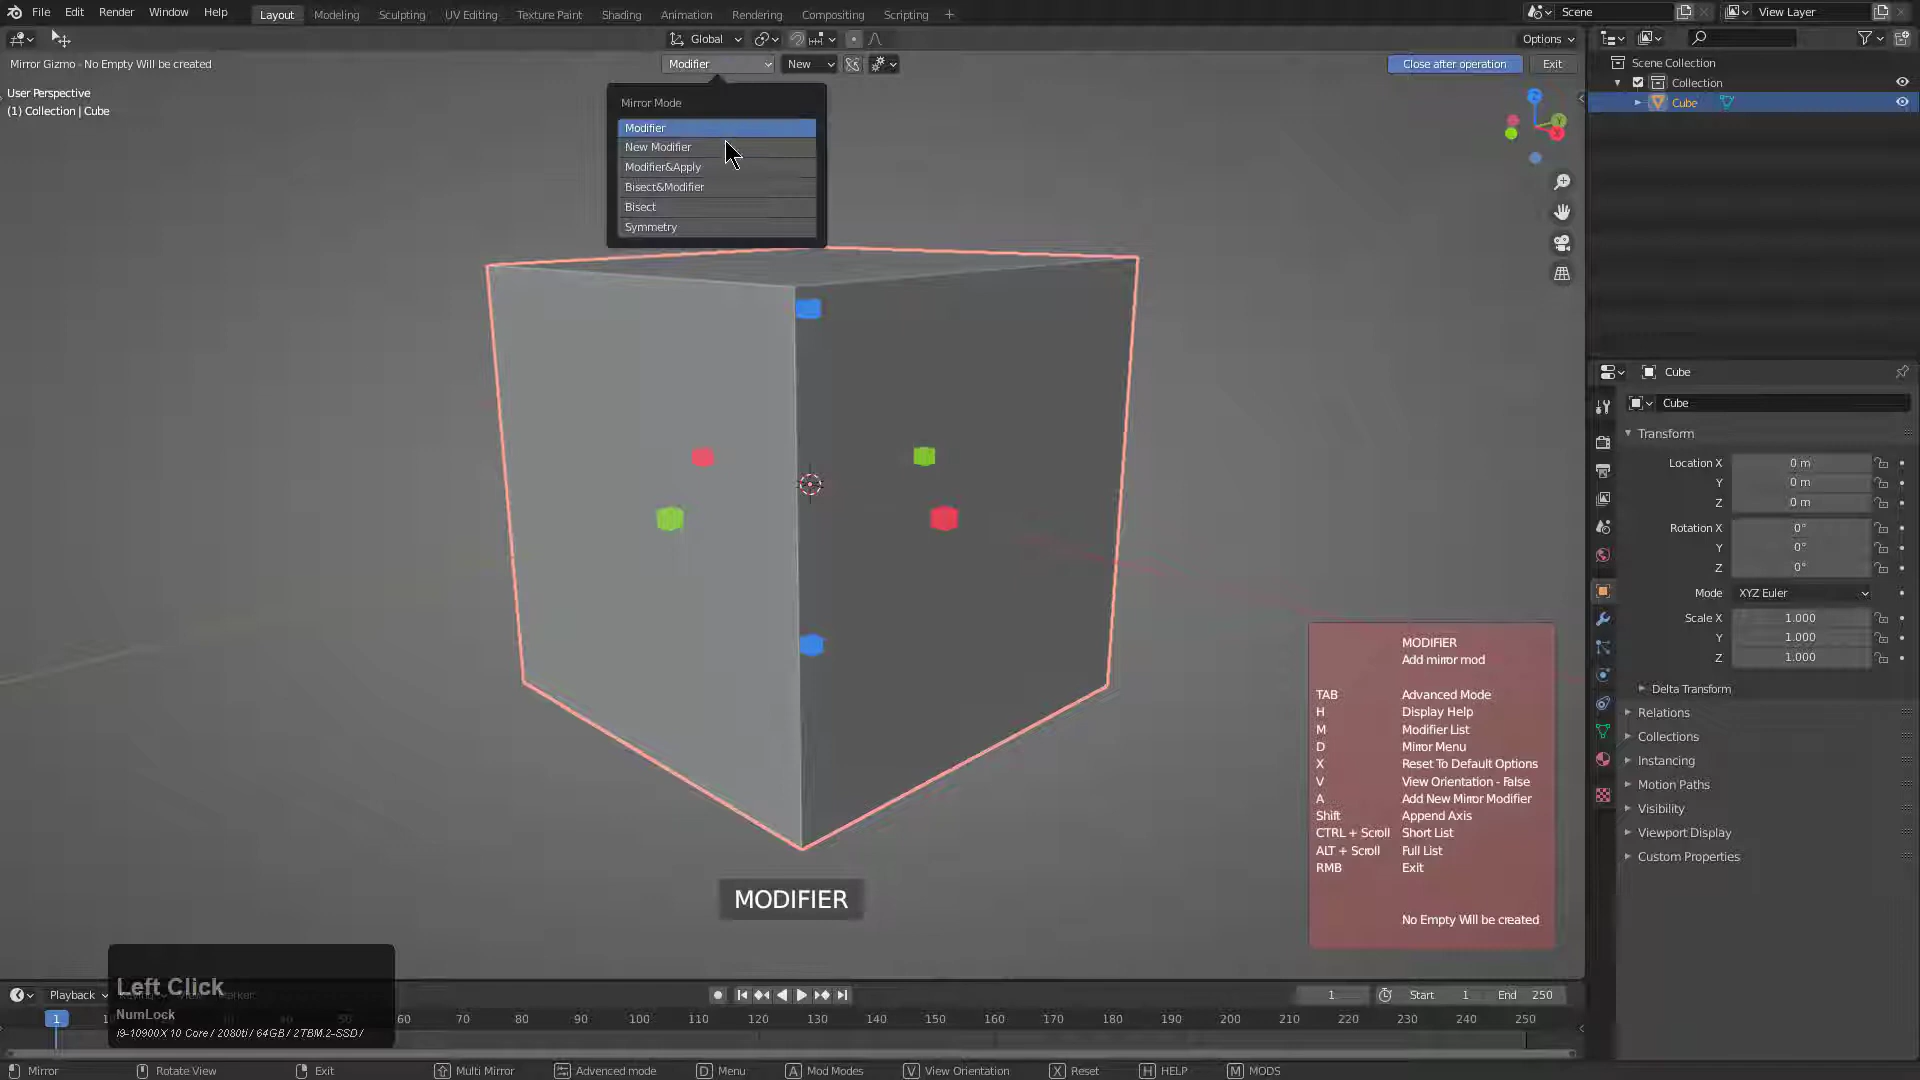 File Edit Render Window Help Layout Modeling Sculpting UV Editing Texture Paint Shading Animation Rendering Compositing Scripting + Scene View Layer
Global Options
Mirror Gizmo - No Empty Will be created Modifier New Close after operation Exit
User Perspective
(1) Collection | Cube
Mirror Mode
Modifier
New Modifier
Modifier&Apply
Bisect&Modifier
Bisect
Symmetry
Z
Y
X
Scene Collection
Collection
Cube
Cube
Cube
Transform
Location X 0 m
Y 0 m
Z 0 m
Rotation X 0°
Y 0°
Z 0°
Mode XYZ Euler
Scale X 1.000
Y 1.000
Z 1.000
Delta Transform
Relations
Collections
Instancing
Motion Paths
Visibility
Viewport Display
Custom Properties
MODIFIER
Add mirror mod
TAB Advanced Mode
H Display Help
M Modifier List
D Mirror Menu
X Reset To Default Options
V View Orientation - False
A Add New Mirror Modifier
Shift Append Axis
CTRL + Scroll Short List
ALT + Scroll Full List
RMB Exit
No Empty Will be created
MODIFIER
Left Click
NumLock
i9-10900X 10 Core / 2080ti / 64GB / 2TBM.2-SSD /
Playback 1 Start 1 End 250
1 60 70 80 90 100 110 120 130 140 150 160 170 180 190 200 210 220 230 240 250
Mirror Rotate View Exit Multi Mirror Advanced mode D Menu A Mod Modes V View Orientation X Reset H HELP M MODS